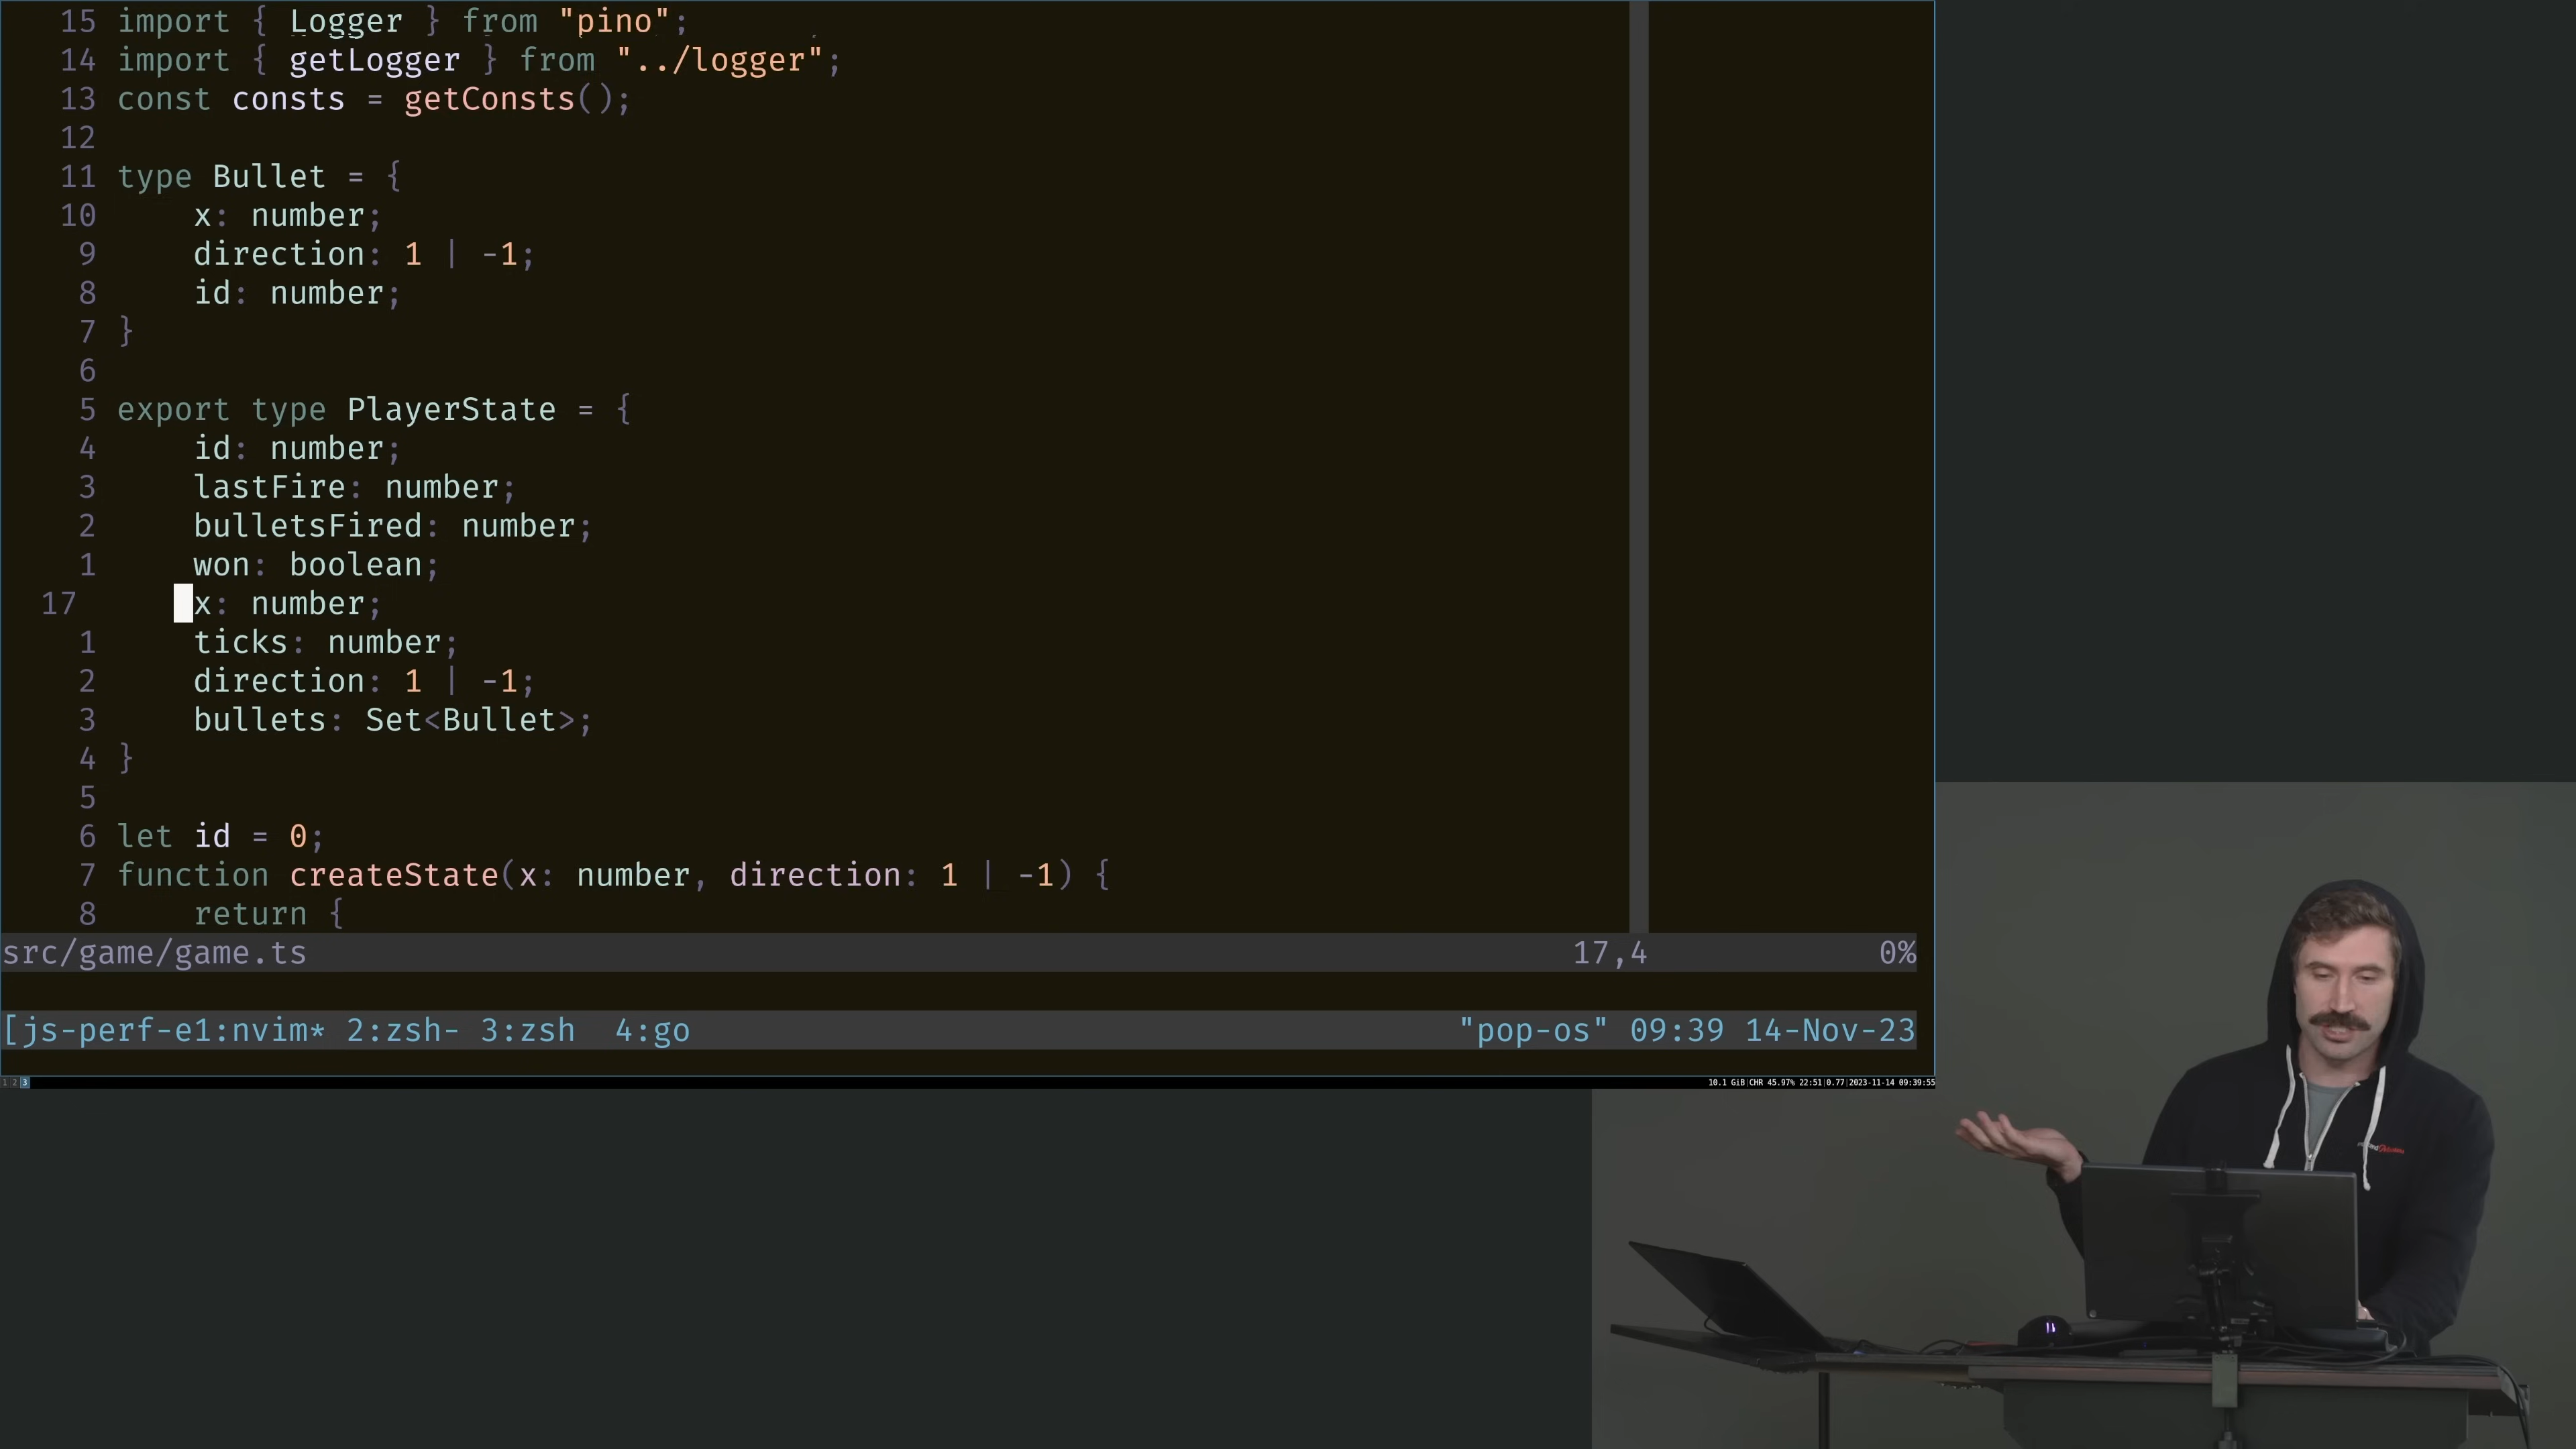 15 import { Logger } from "pino";
14 import { getLogger } from "../logger";
13 const consts = getConsts();
12
11 type Bullet = {
10     x: number;
9     direction: 1 | -1;
8     id: number;
7 }
6
5 export type PlayerState = {
4     id: number;
3     lastFire: number;
2     bulletsFired: number;
1     won: boolean;
17     x: number;
1     ticks: number;
2     direction: 1 | -1;
3     bullets: Set<Bullet>;
4 }
5
6 let id = 0;
7 function createState(x: number, direction: 1 | -1) {
8     return {
src/game/game.ts 17,4 0%
[js-perf-e1:nvim* 2:zsh- 3:zsh 4:go "pop-os" 09:39 14-Nov-23
1 2 3 10.1 GiB|CHR 45.97% 22:51|0.77|2023-11-14 09:39:55